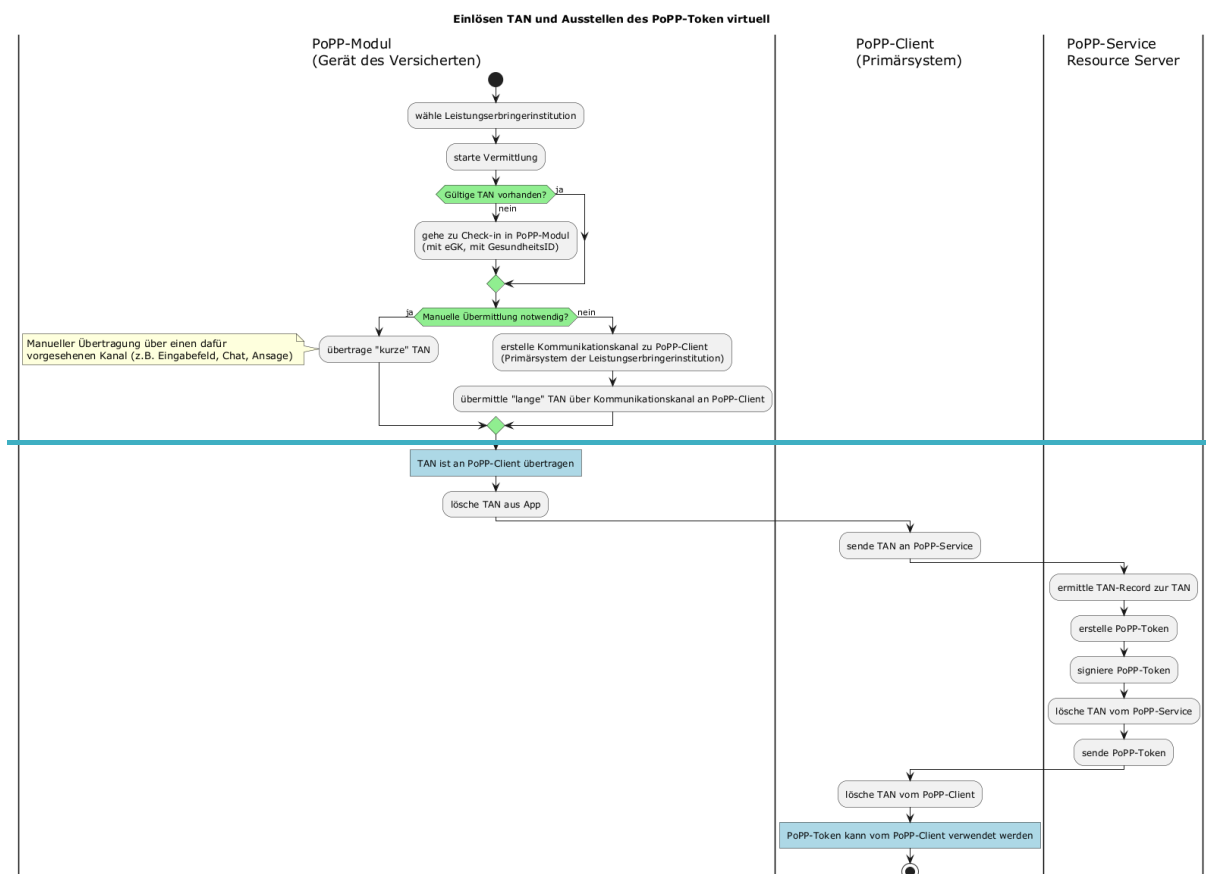 Einlösen TAN und Ausstellen des PoPP-Token virtuell
PoPP-Modul
(Gerät des Versicherten)
PoPP-Client
(Primärsystem)
PoPP-Service
Resource Server
wähle Leistungserbringerinstitution
starte Vermittlung
Gültige TAN vorhanden?
ja
nein
gehe zu Check-in in PoPP-Modul
(mit eGK, mit GesundheitsID)
ja
Manuelle Übermittlung notwendig?
nein
Manueller Übertragung über einen dafür
vorgesehenen Kanal (z.B. Eingabefeld, Chat, Ansage)
übertrage "kurze" TAN
erstelle Kommunikationskanal zu PoPP-Client
(Primärsystem der Leistungserbringerinstitution)
übermittle "lange" TAN über Kommunikationskanal an PoPP-Client
TAN ist an PoPP-Client übertragen
lösche TAN aus App
sende TAN an PoPP-Service
ermittle TAN-Record zur TAN
erstelle PoPP-Token
signiere PoPP-Token
lösche TAN vom PoPP-Service
sende PoPP-Token
lösche TAN vom PoPP-Client
PoPP-Token kann vom PoPP-Client verwendet werden